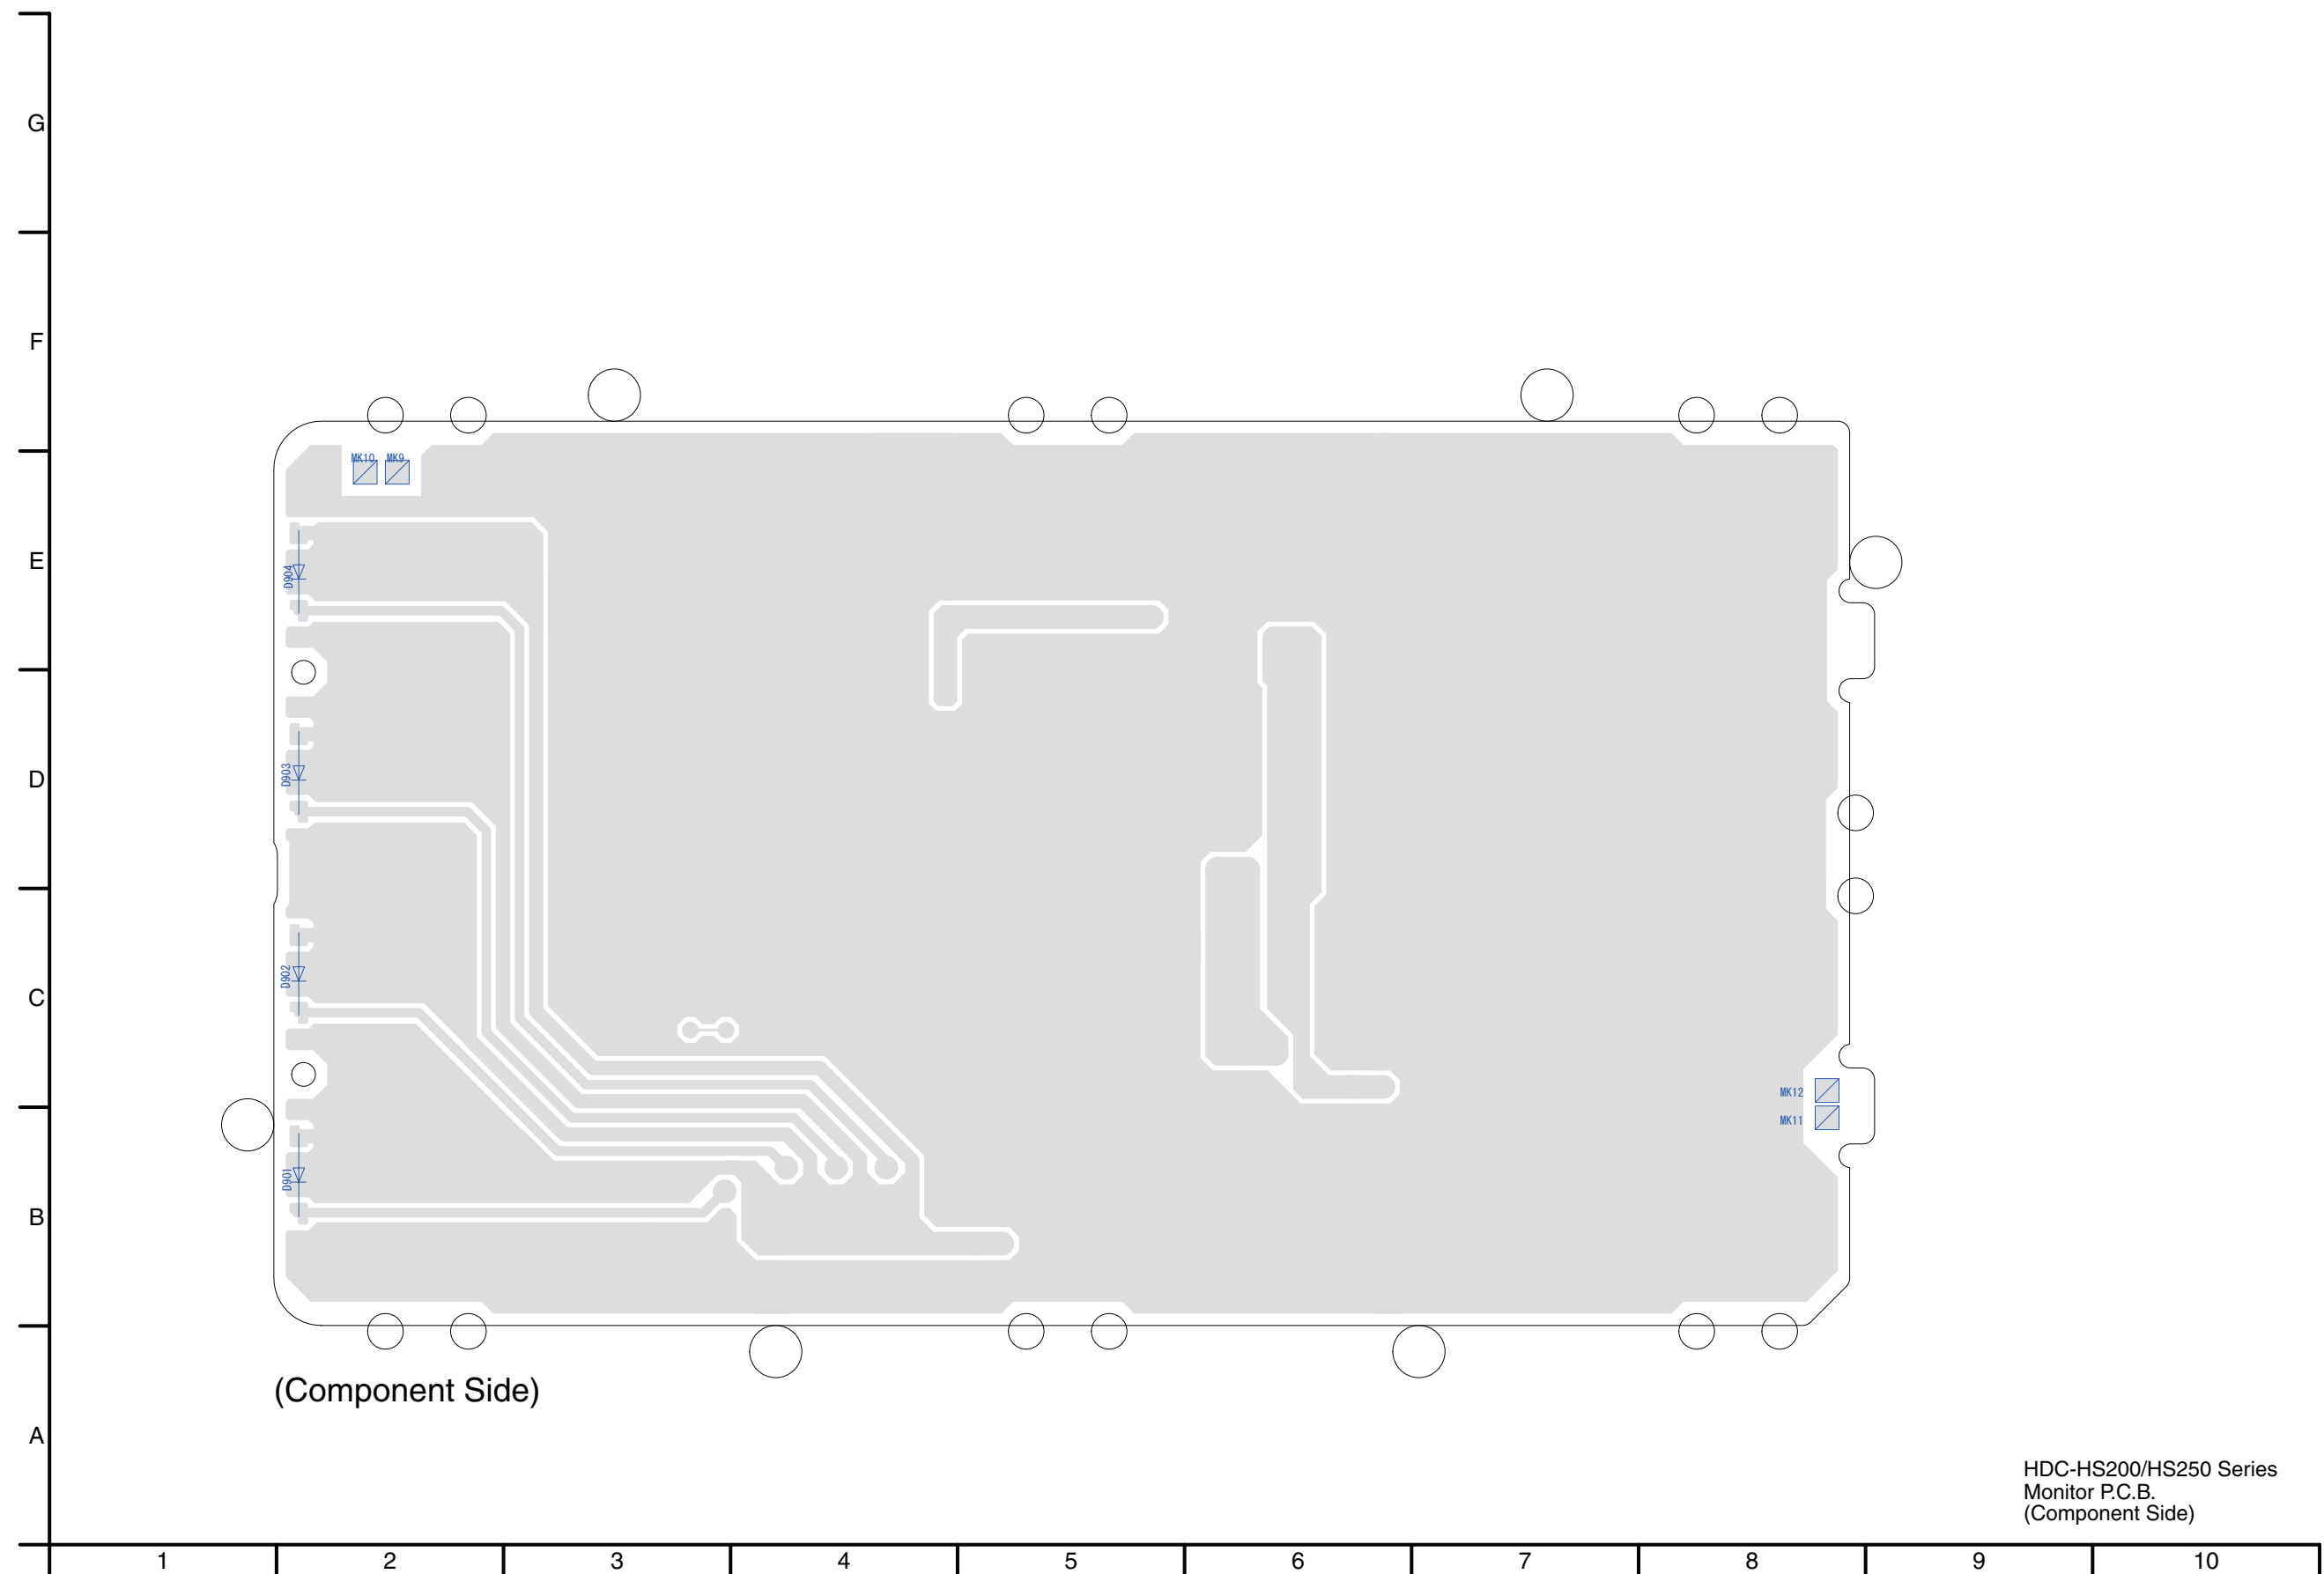 G
F
MK10 MK9
E
D904
D
D903
C
D902
MK12
MK11
D901
B
(Component Side)
A
HDC-HS200/HS250 Series
Monitor P.C.B.
(Component Side)
1 2 3 4 5 6 7 8 9 10